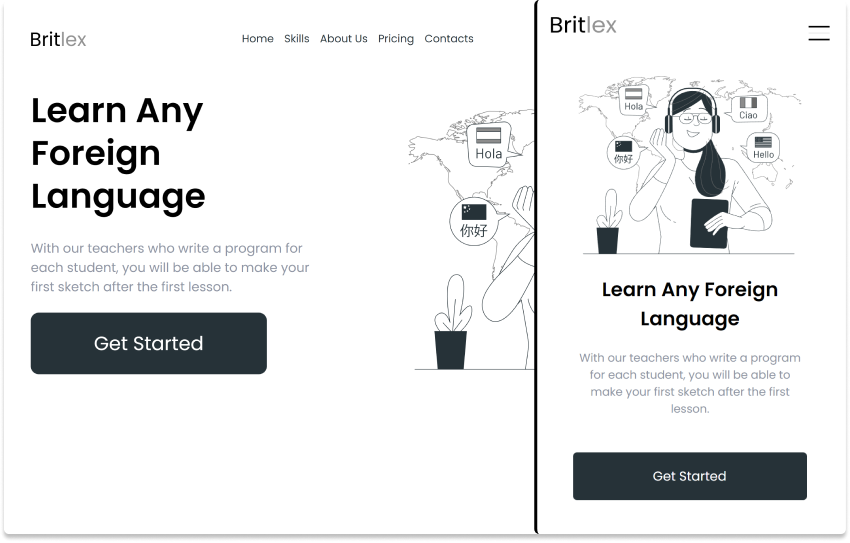 Britlex
Home Skills About Us Pricing Contacts
Learn Any
Foreign
Language
With our teachers who write a program for
each student, you will be able to make your
first sketch after the first lesson.
Get Started
Hola
你好
Britlex
Hola
Ciao
你好
Hello
Learn Any Foreign
Language
With our teachers who write a program
for each student, you will be able to
make your first sketch after the first
lesson.
Get Started